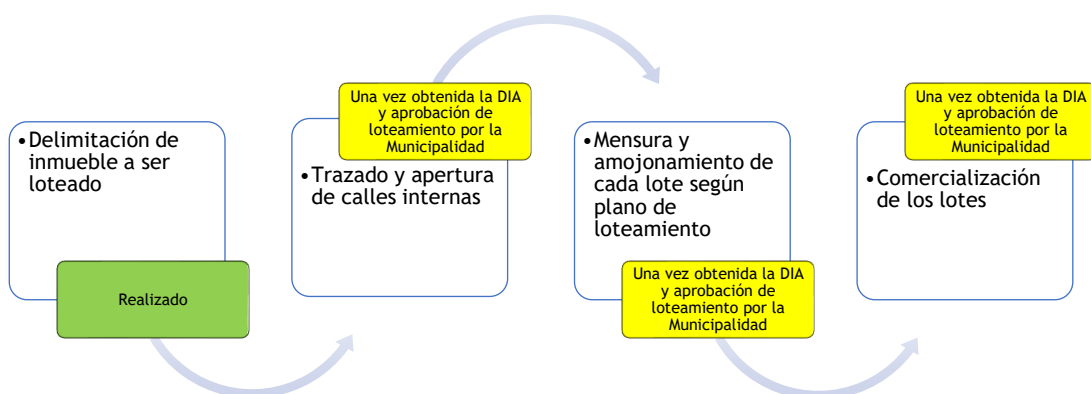 •Delimitación de
inmueble a ser
loteado
Realizado
Una vez obtenida la DIA
y aprobación de
loteamiento por la
Municipalidad
•Trazado y apertura
de calles internas
•Mensura y
amojonamiento de
cada lote según
plano de
loteamiento
Una vez obtenida la DIA
y aprobación de
loteamiento por la
Municipalidad
Una vez obtenida la DIA
y aprobación de
loteamiento por la
Municipalidad
•Comercialización
de los lotes